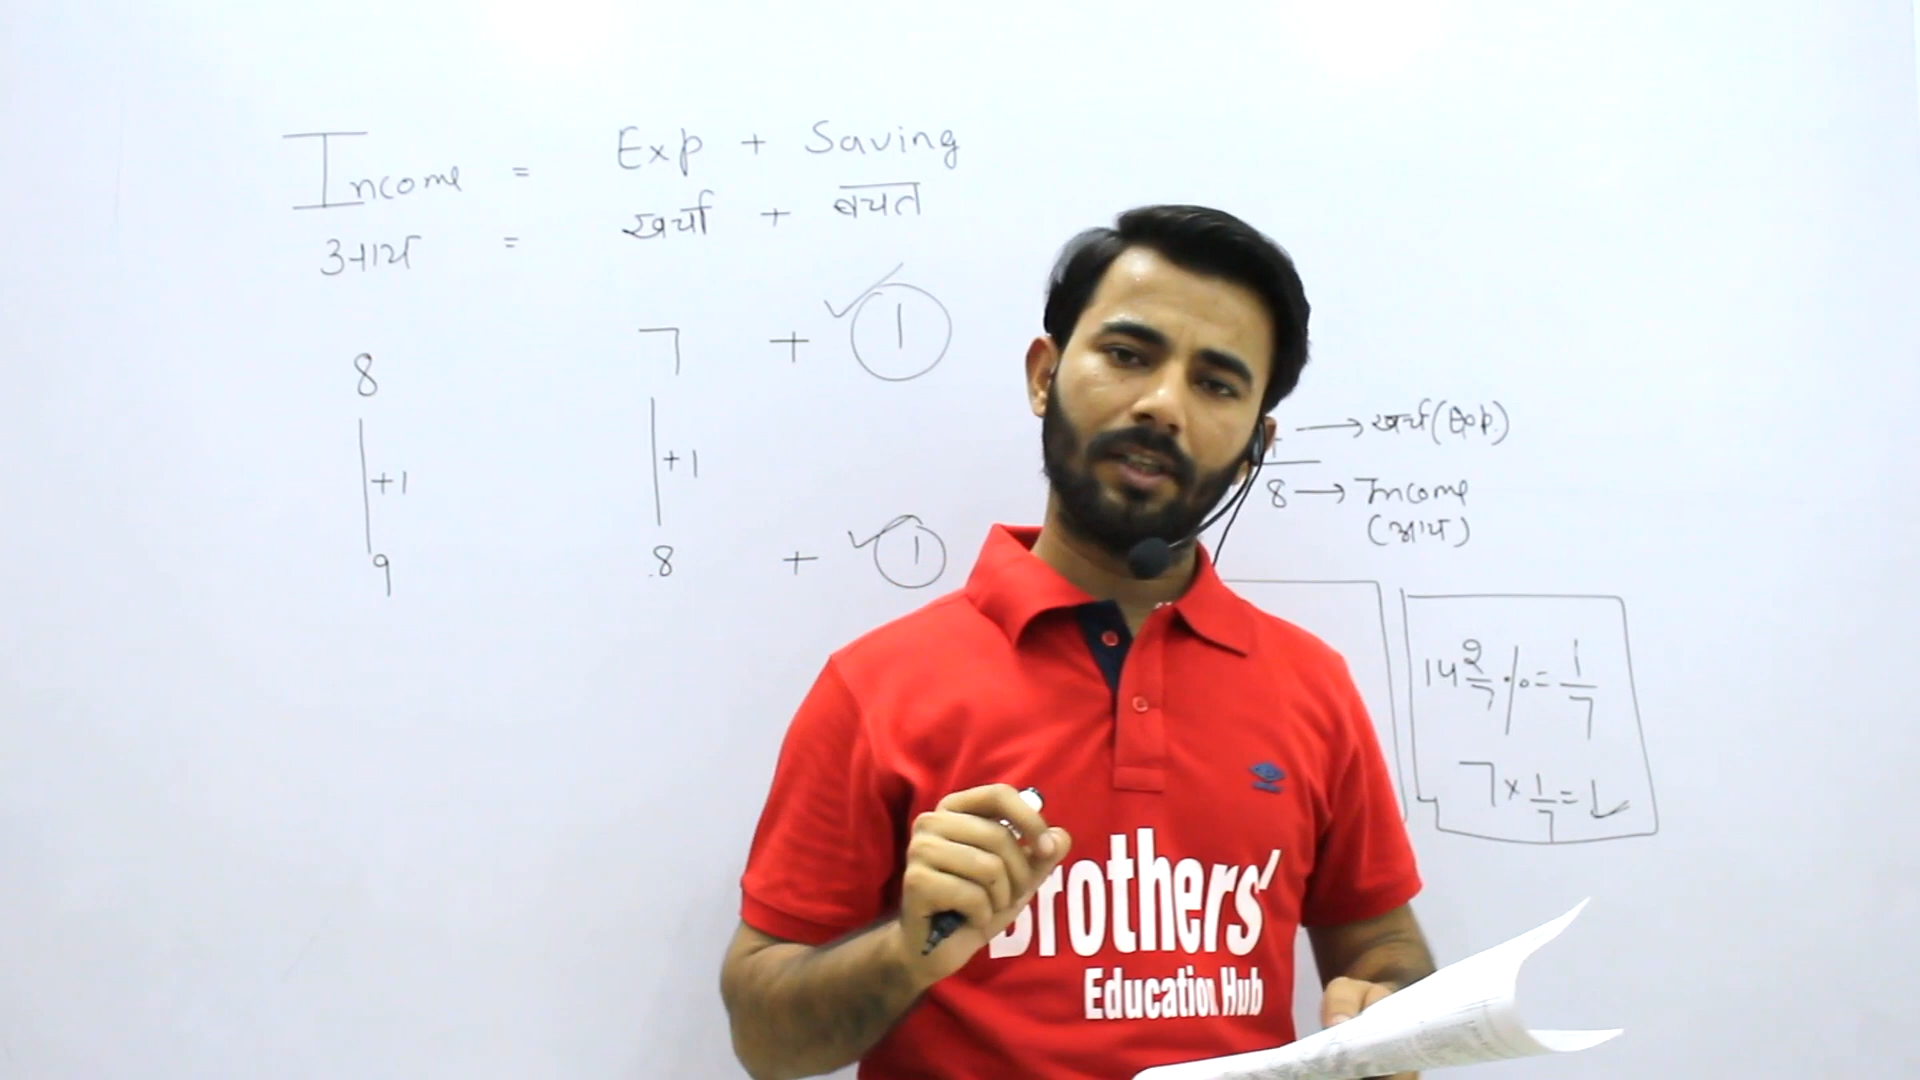 Income = Exp + Saving
आय = खर्चा + बचत
8 7 + 1
+1 +1
9 8 + 1
→ खर्च (Exp.)
8 → Income
(आय)
14 2/7 % = 1/7
7 × 1/7 = 1
Brothers'
Education Hub